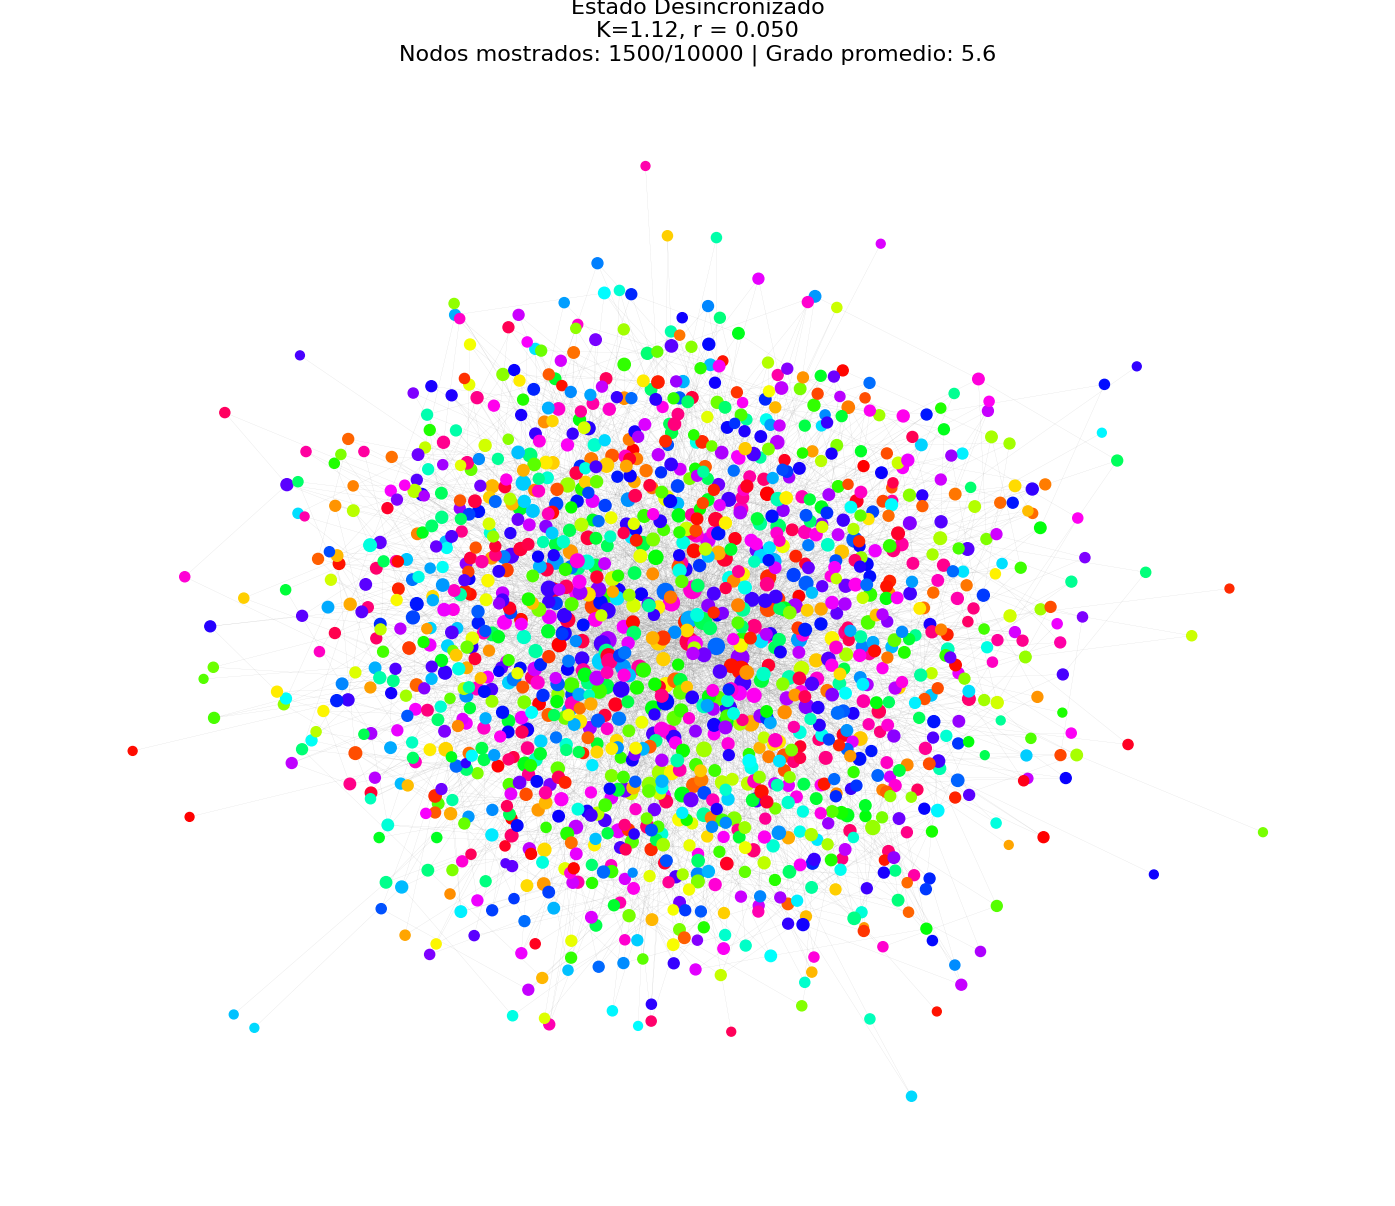 Estado Desincronizado
K=1.12, r = 0.050
Nodos mostrados: 1500/10000 | Grado promedio: 5.6